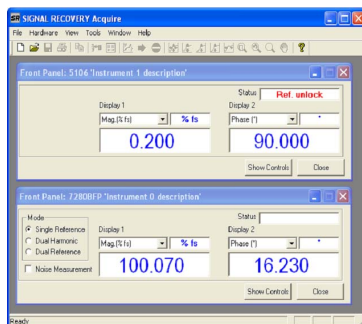 SIGNAL RECOVERY Acquire
File Hardware View Tools Window Help
Front Panel: 5106 'Instrument 1 description'
Status Ref. unlock
Display 1 Display 2
Mag.(% fs) % fs Phase (°) °
0.200 90.000
Show Controls Close
Front Panel: 7280BFP 'Instrument 0 description'
Mode
Single Reference
Dual Harmonic
Dual Reference
Noise Measurement
Status
Display 1 Display 2
Mag.(% fs) % fs Phase (°) °
100.070 16.230
Show Controls Close
Ready